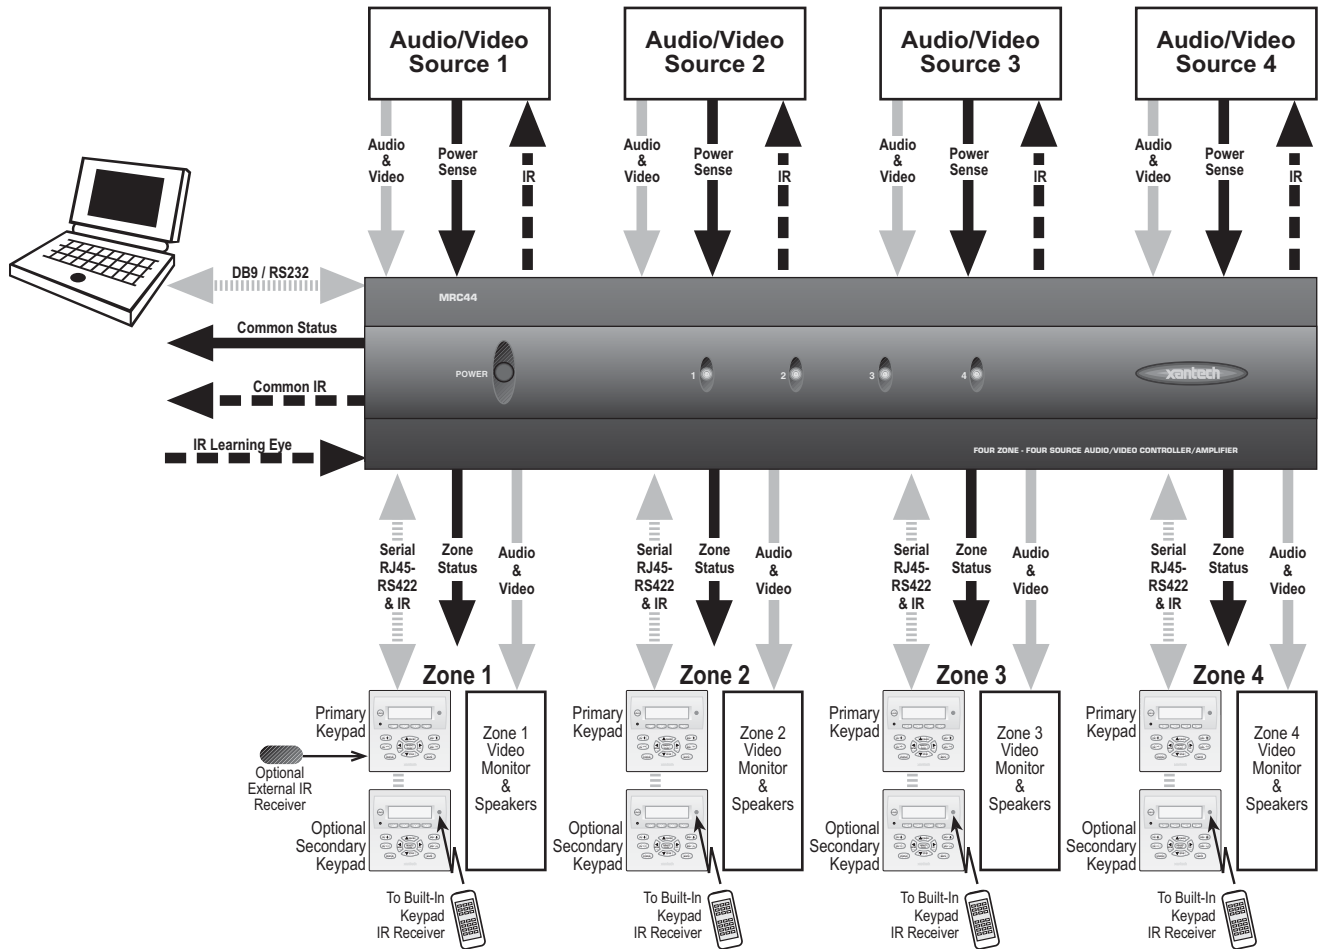 Audio/Video
Source 1
Audio/Video
Source 2
Audio/Video
Source 3
Audio/Video
Source 4
Audio
&
Video
Power
Sense
IR
Audio
&
Video
Power
Sense
IR
Audio
&
Video
Power
Sense
IR
Audio
&
Video
Power
Sense
IR
DB9 / RS232
Common Status
Common IR
IR Learning Eye
MRC44
POWER
1
2
3
4
xantech
FOUR ZONE - FOUR SOURCE AUDIO/VIDEO CONTROLLER/AMPLIFIER
Serial
RJ45-
RS422
& IR
Zone
Status
Audio
&
Video
Serial
RJ45-
RS422
& IR
Zone
Status
Audio
&
Video
Serial
RJ45-
RS422
& IR
Zone
Status
Audio
&
Video
Serial
RJ45-
RS422
& IR
Zone
Status
Audio
&
Video
Zone 1
Primary
Keypad
Optional
External IR
Receiver
Optional
Secondary
Keypad
Zone 1
Video
Monitor
&
Speakers
To Built-In
Keypad
IR Receiver
Zone 2
Primary
Keypad
Optional
Secondary
Keypad
Zone 2
Video
Monitor
&
Speakers
To Built-In
Keypad
IR Receiver
Zone 3
Primary
Keypad
Optional
Secondary
Keypad
Zone 3
Video
Monitor
&
Speakers
To Built-In
Keypad
IR Receiver
Zone 4
Primary
Keypad
Optional
Secondary
Keypad
Zone 4
Video
Monitor
&
Speakers
To Built-In
Keypad
IR Receiver